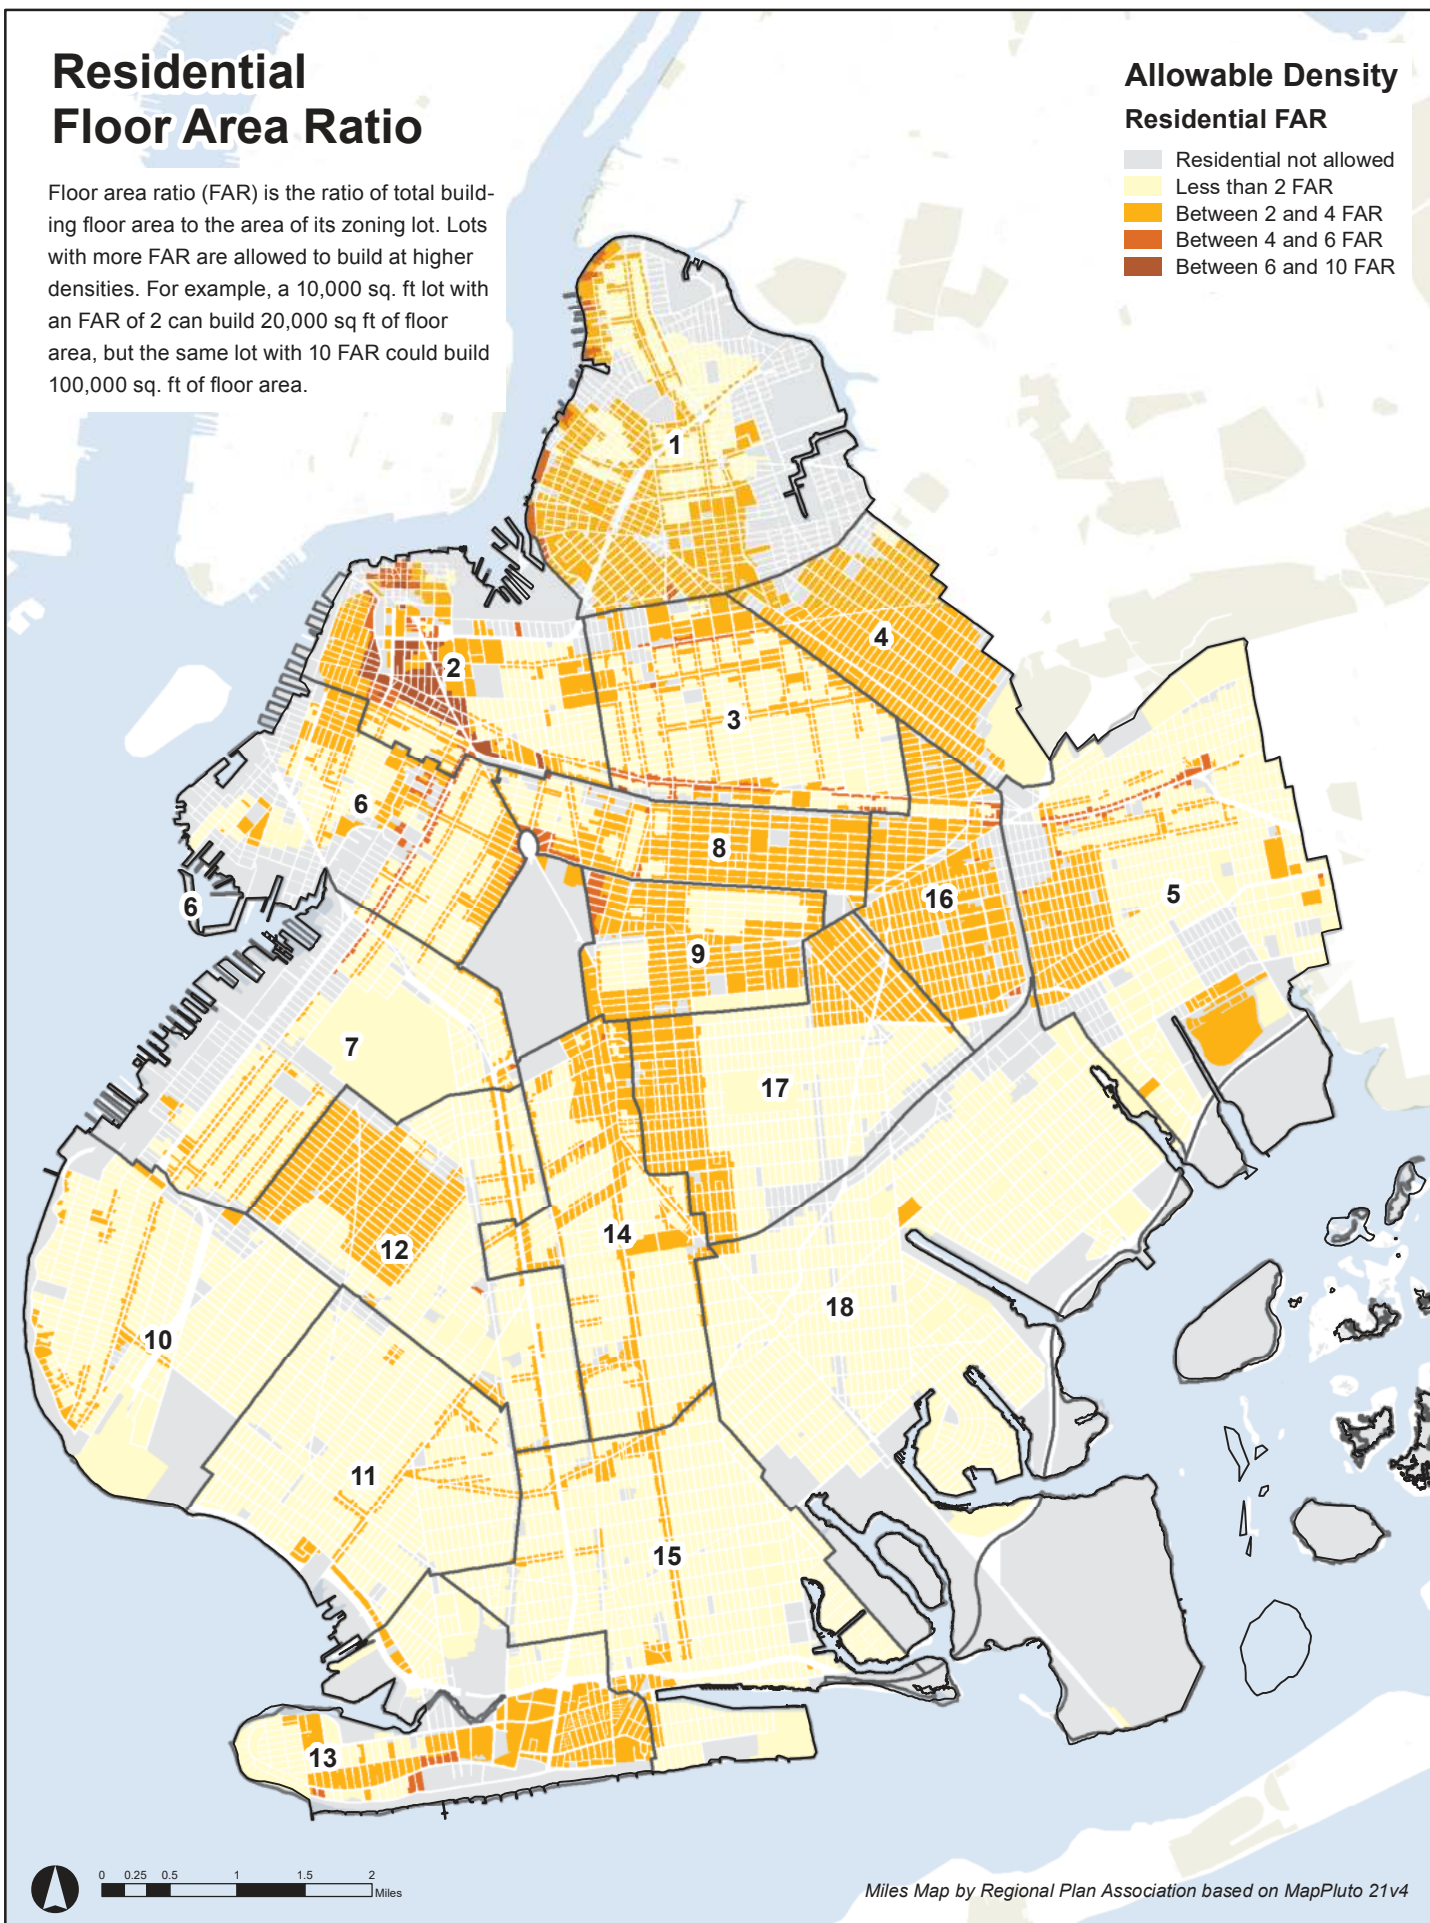 Residential
Floor Area Ratio
Floor area ratio (FAR) is the ratio of total build-
ing floor area to the area of its zoning lot. Lots
with more FAR are allowed to build at higher
densities. For example, a 10,000 sq. ft lot with
an FAR of 2 can build 20,000 sq ft of floor
area, but the same lot with 10 FAR could build
100,000 sq. ft of floor area.
Allowable Density
Residential FAR
Residential not allowed
Less than 2 FAR
Between 2 and 4 FAR
Between 4 and 6 FAR
Between 6 and 10 FAR
1
4
2
3
6
8
5
16
6
9
7
17
14
12
18
10
11
15
13
0 0.25 0.5 1 1.5 2
Miles
Miles Map by Regional Plan Association based on MapPluto 21v4